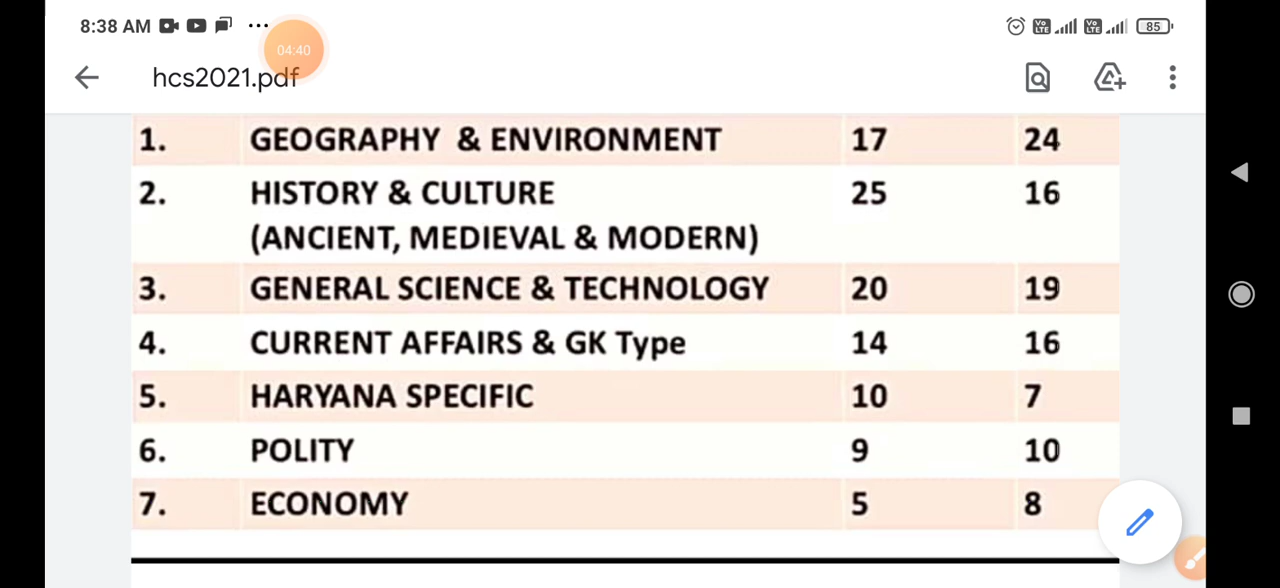 8:38 AM ...
04:40
85
hcs2021.pdf
1. GEOGRAPHY & ENVIRONMENT 17 24
2. HISTORY & CULTURE 25 16
(ANCIENT, MEDIEVAL & MODERN)
3. GENERAL SCIENCE & TECHNOLOGY 20 19
4. CURRENT AFFAIRS & GK Type 14 16
5. HARYANA SPECIFIC 10 7
6. POLITY 9 10
7. ECONOMY 5 8